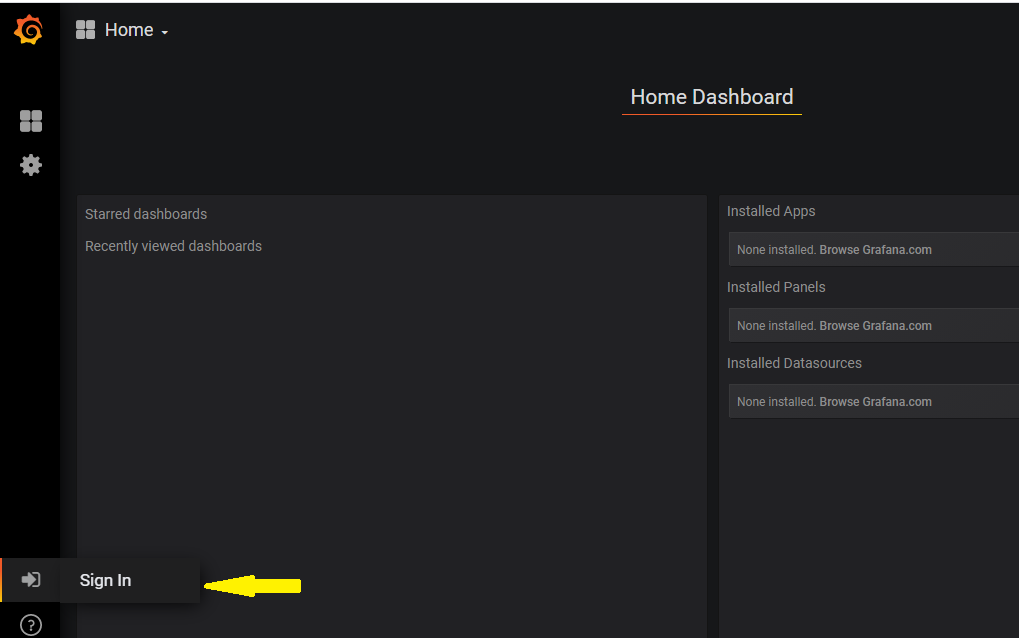 Home
Home Dashboard
Starred dashboards
Recently viewed dashboards
Installed Apps
None installed. Browse Grafana.com
Installed Panels
None installed. Browse Grafana.com
Installed Datasources
None installed. Browse Grafana.com
Sign In
?